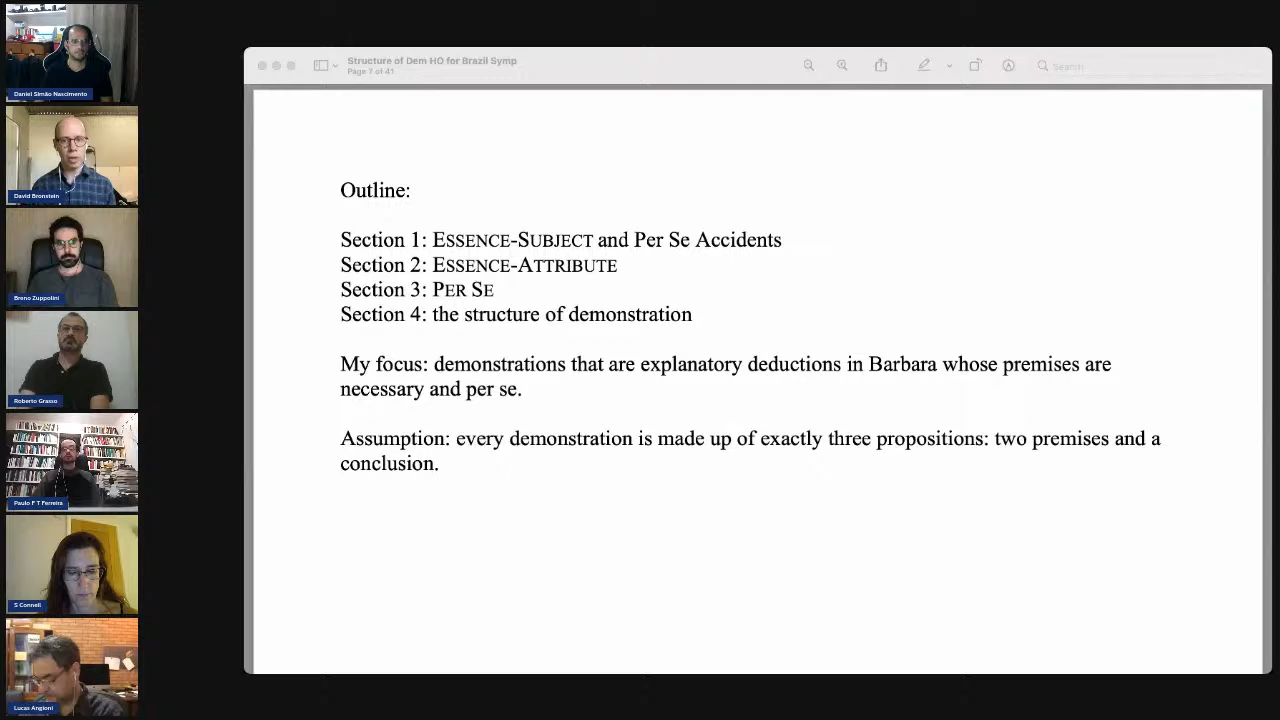 Daniel Simão Nascimento
David Bronstein
Breno Zuppolini
Roberto Grasso
Paulo F T Ferreira
S Connell
Lucas Angioni
Structure of Dem HO for Brazil Symp
Page 7 of 41
Search
Outline:
Section 1: ESSENCE-SUBJECT and Per Se Accidents
Section 2: ESSENCE-ATTRIBUTE
Section 3: PER SE
Section 4: the structure of demonstration
My focus: demonstrations that are explanatory deductions in Barbara whose premises are
necessary and per se.
Assumption: every demonstration is made up of exactly three propositions: two premises and a
conclusion.